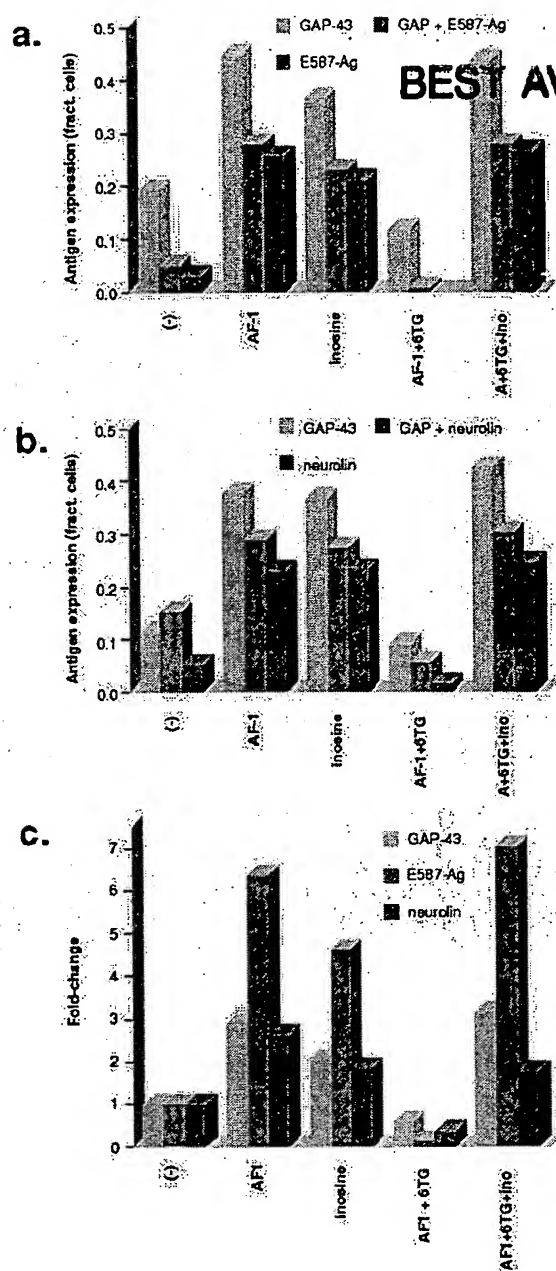 a.
GAP-43 GAP + E587-Ag
E587-Ag
BEST AV
Antigen expression (fract. cells)
0.5
0.4
0.3
0.2
0.1
0.0
(-) AF-1 Inosine AF-1+6TG A+6TG+Ino
b.
GAP-43 GAP + neurolin
neurolin
Antigen expression (fract. cells)
0.5
0.4
0.3
0.2
0.1
0.0
(-) AF-1 Inosine AF-1+6TG A+6TG+Ino
c.
GAP-43
E587-Ag
neurolin
Fold-change
7
6
5
4
3
2
1
0
(-) AF1 Inosine AF1 + 6TG AF1+6TG+Ino